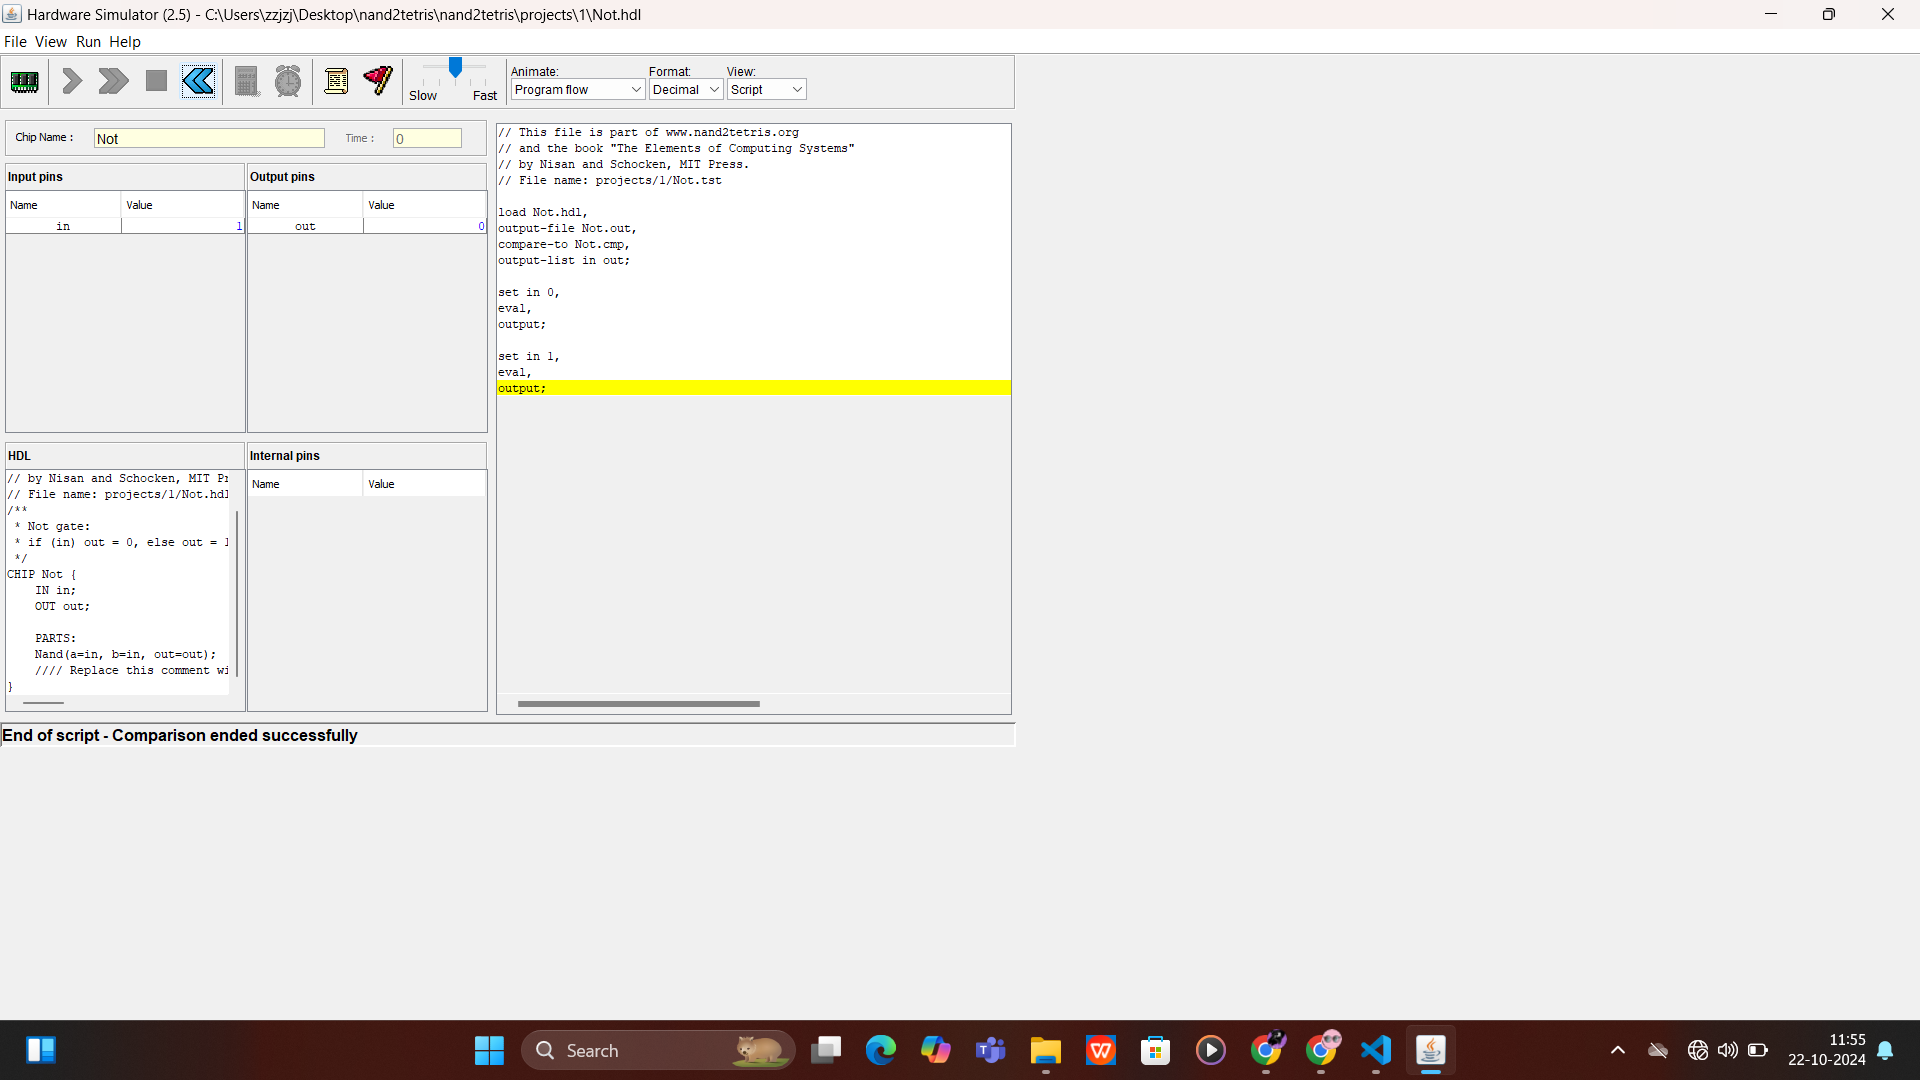 Hardware Simulator (2.5) - C:\Users\zzjzj\Desktop\nand2tetris\nand2tetris\projects\1\Not.hdl
File View Run Help
Slow Fast
Animate:
Program flow
Format:
Decimal
View:
Script
Chip Name :
Not
Time :
0
Input pins
Name Value
in 1
Output pins
Name Value
out 0
HDL
// by Nisan and Schocken, MIT Pr
// File name: projects/1/Not.hdl
/**
* Not gate:
* if (in) out = 0, else out = 1
*/
CHIP Not {
IN in;
OUT out;
PARTS:
Nand(a=in, b=in, out=out);
//// Replace this comment wi
}
Internal pins
Name Value
// This file is part of www.nand2tetris.org
// and the book "The Elements of Computing Systems"
// by Nisan and Schocken, MIT Press.
// File name: projects/1/Not.tst
load Not.hdl,
output-file Not.out,
compare-to Not.cmp,
output-list in out;
set in 0,
eval,
output;
set in 1,
eval,
output;
End of script - Comparison ended successfully
Search
11:55
22-10-2024